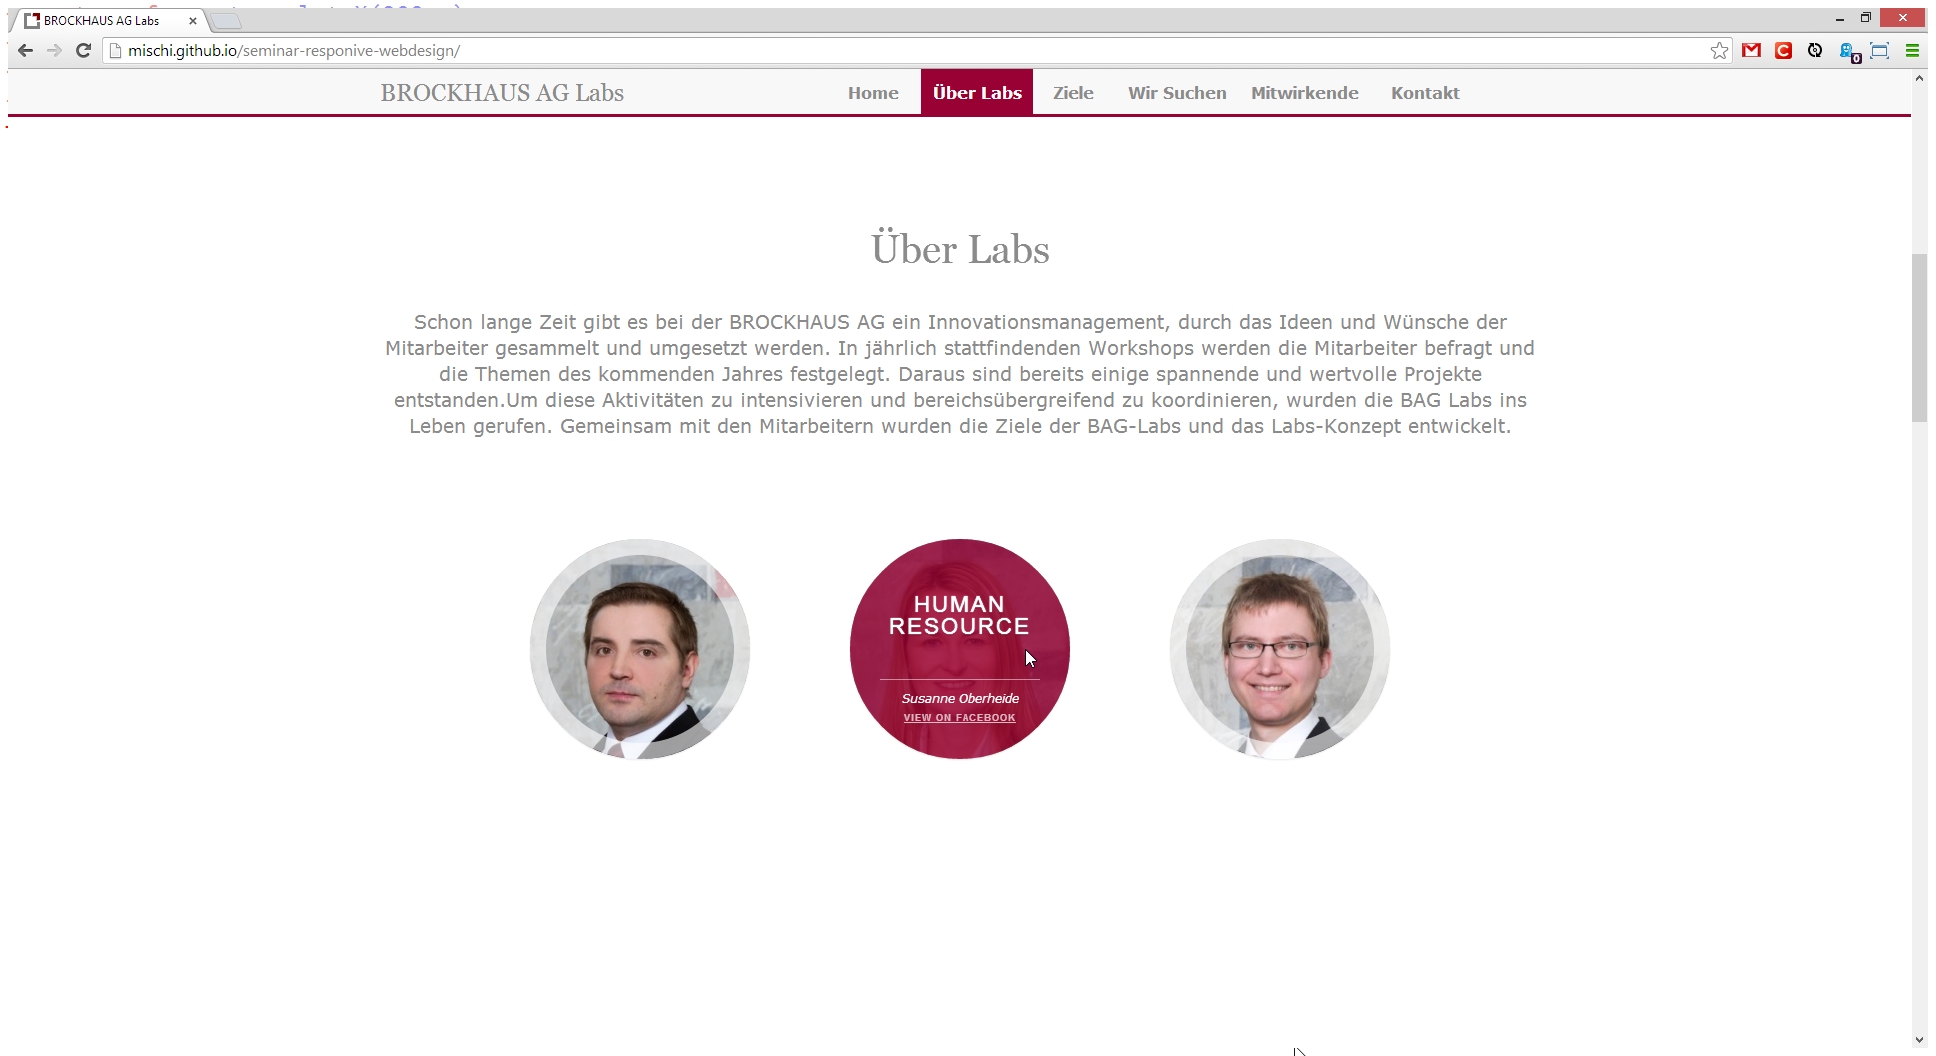 BROCKHAUS AG Labs
mischi.github.io/seminar-responive-webdesign/
0
BROCKHAUS AG Labs
Home
Über Labs
Ziele
Wir Suchen
Mitwirkende
Kontakt
Über Labs
Schon lange Zeit gibt es bei der BROCKHAUS AG ein Innovationsmanagement, durch das Ideen und Wünsche der
Mitarbeiter gesammelt und umgesetzt werden. In jährlich stattfindenden Workshops werden die Mitarbeiter befragt und
die Themen des kommenden Jahres festgelegt. Daraus sind bereits einige spannende und wertvolle Projekte
entstanden.Um diese Aktivitäten zu intensivieren und bereichsübergreifend zu koordinieren, wurden die BAG Labs ins
Leben gerufen. Gemeinsam mit den Mitarbeitern wurden die Ziele der BAG-Labs und das Labs-Konzept entwickelt.
HUMAN
RESOURCE
Susanne Oberheide
VIEW ON FACEBOOK